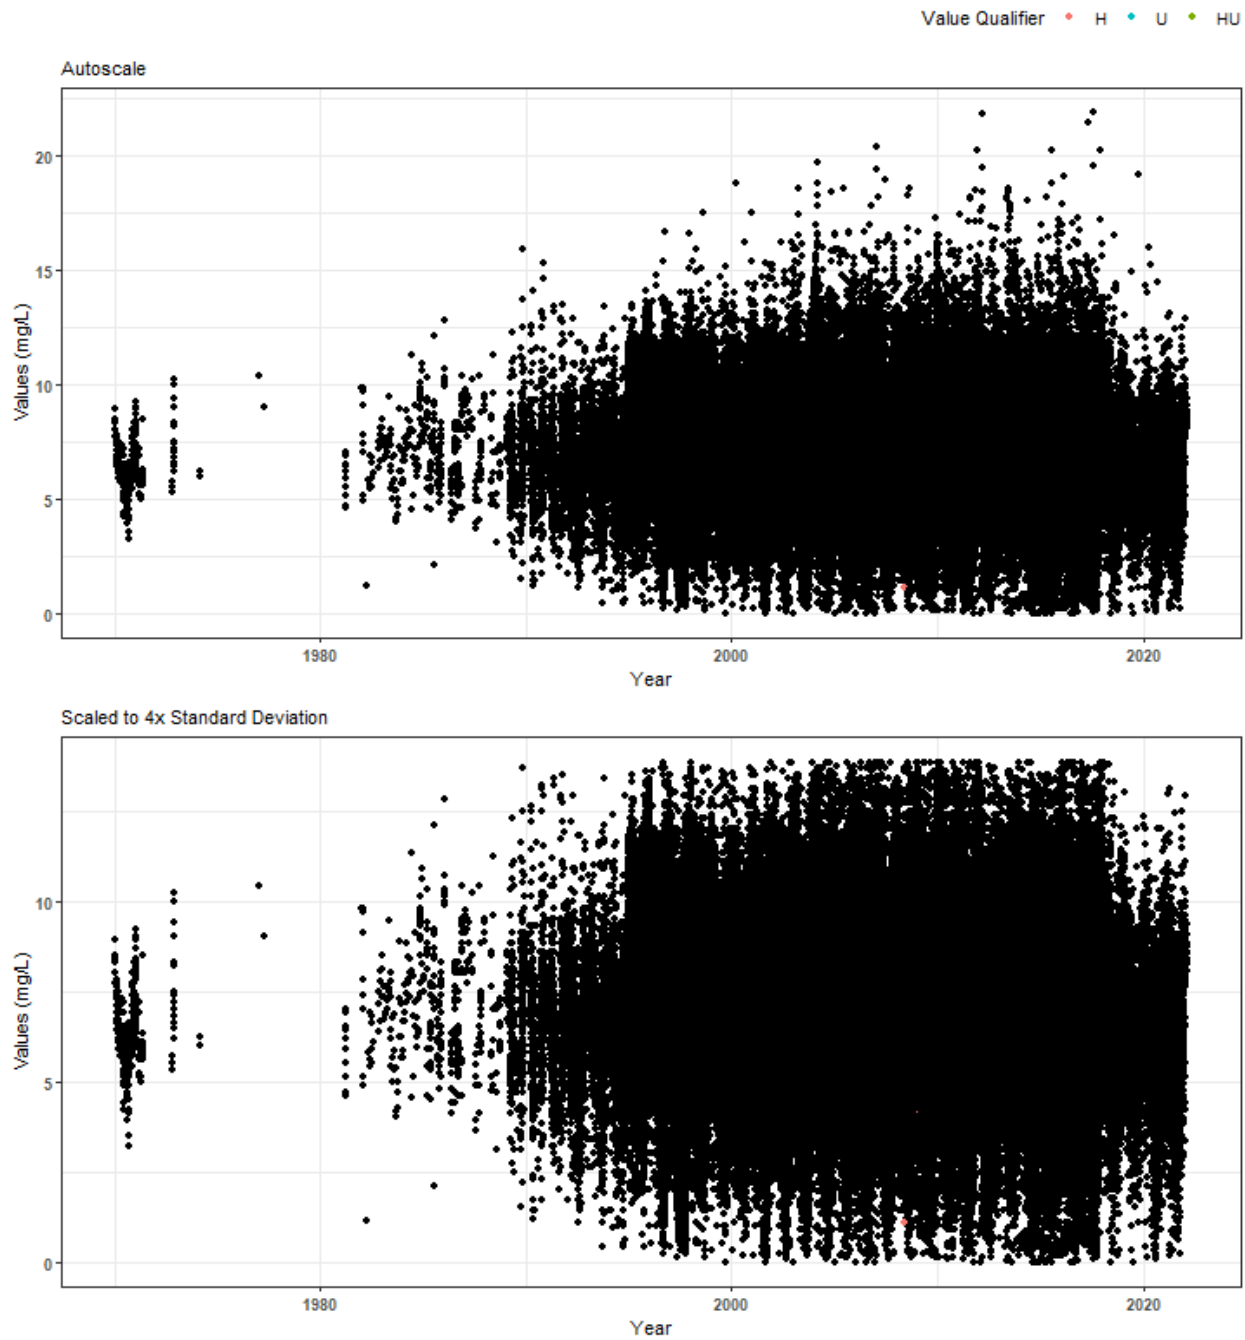 Value Qualifier H U HU
Autoscale
20
15
10
5
0
Values (mg/L)
1980 2000 2020
Year
Scaled to 4x Standard Deviation
10
5
0
Values (mg/L)
1980 2000 2020
Year